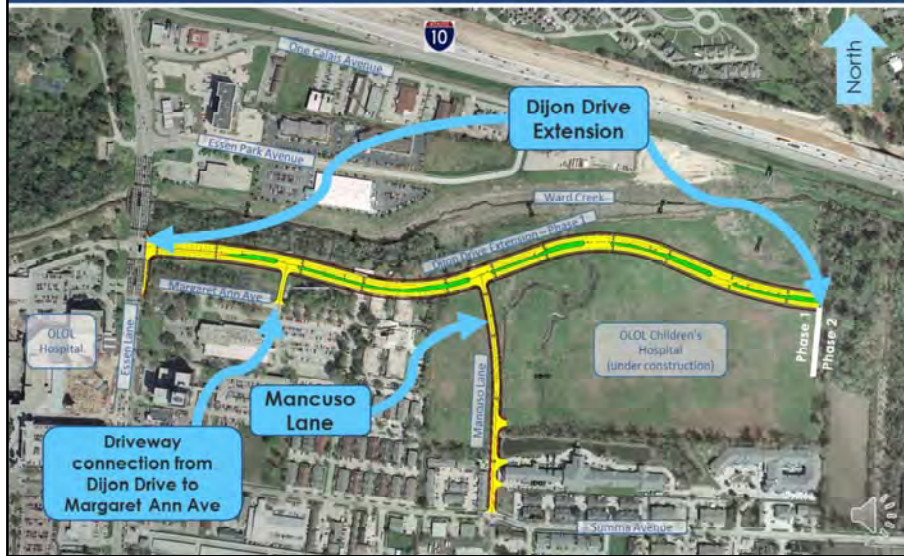 INTERSTATE
10
North
One Calais Avenue
Dijon Drive
Extension
Essen Park Avenue
Ward Creek
Dijon Drive Extension – Phase 1
Margaret Ann Ave
OLOL
Hospital
Essen Lane
OLOL Children's
Hospital
(under construction)
Phase 1
Phase 2
Mancuso
Lane
Mancuso Lane
Driveway
connection from
Dijon Drive to
Margaret Ann Ave
Summa Avenue